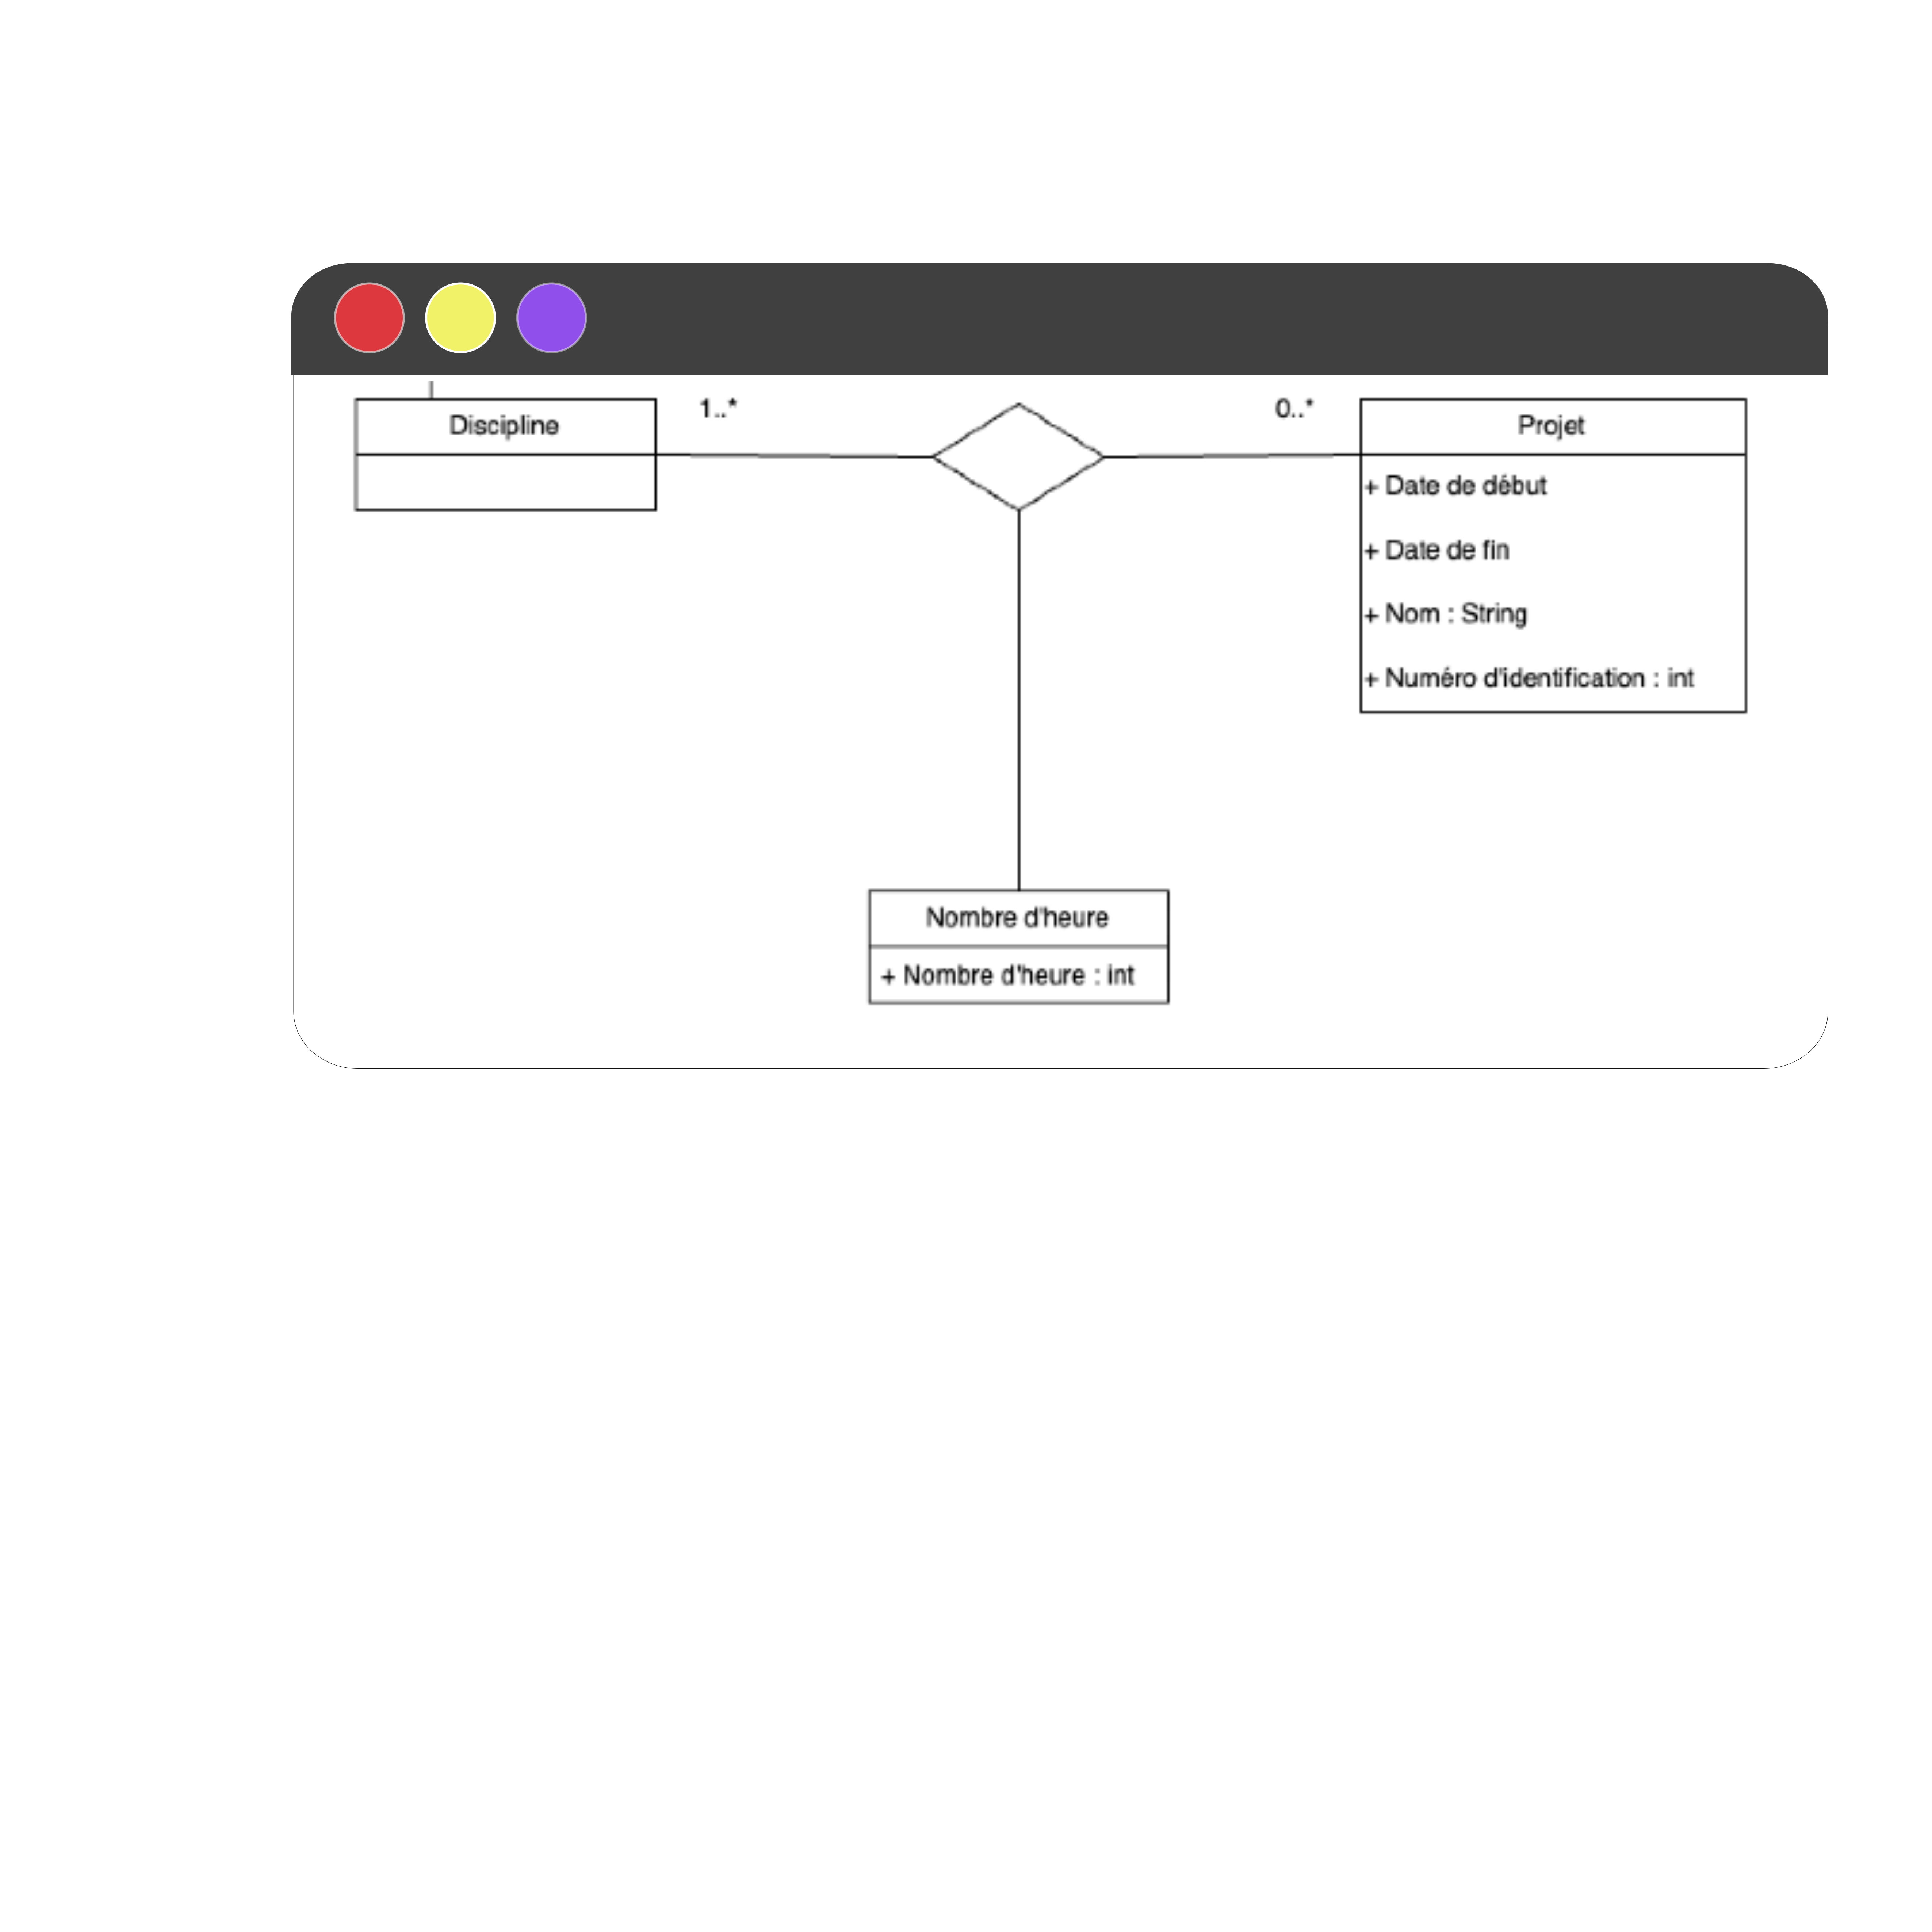 Discipline
1..*
0..*
Projet
+ Date de début
+ Date de fin
+ Nom : String
+ Numéro d'identification : int
Nombre d'heure
+ Nombre d'heure : int